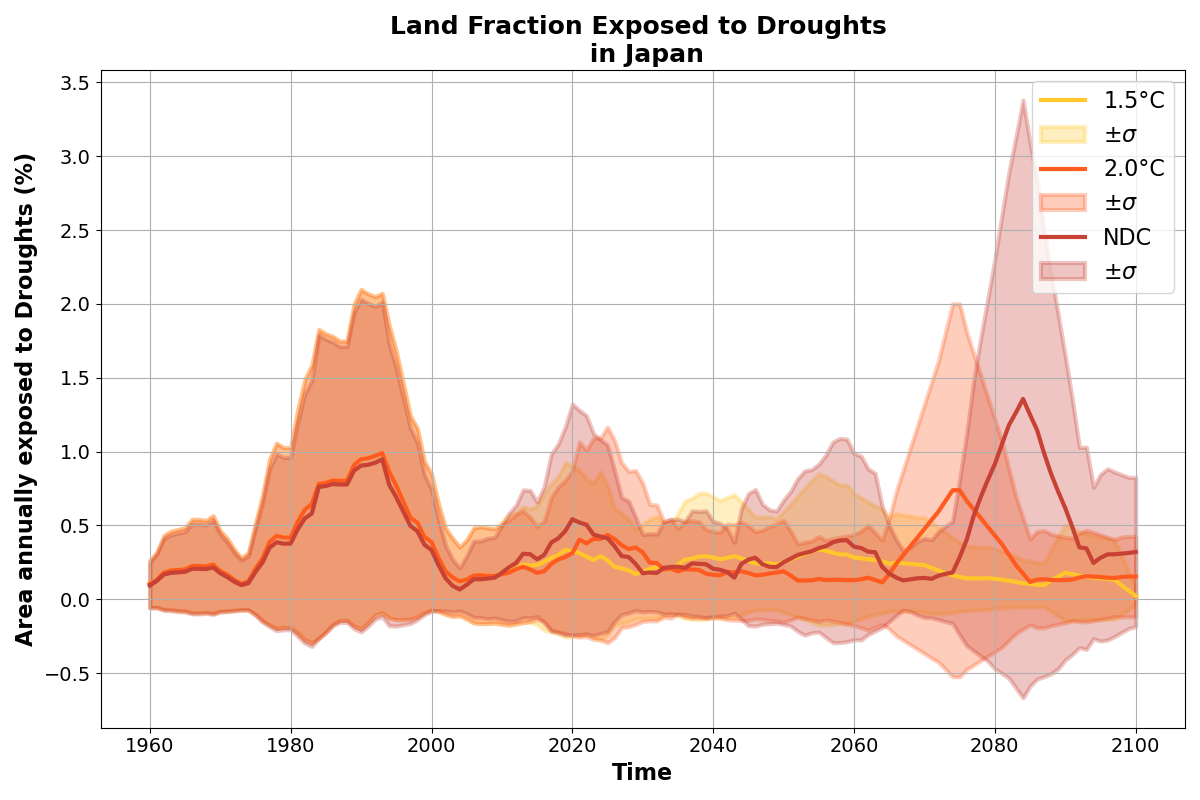 Land Fraction Exposed to Droughts
in Japan
Area annually exposed to Droughts (%)
3.5
3.0
2.5
2.0
1.5
1.0
0.5
0.0
−0.5
1.5°C
±σ
2.0°C
±σ
NDC
±σ
1960 1980 2000 2020 2040 2060 2080 2100
Time